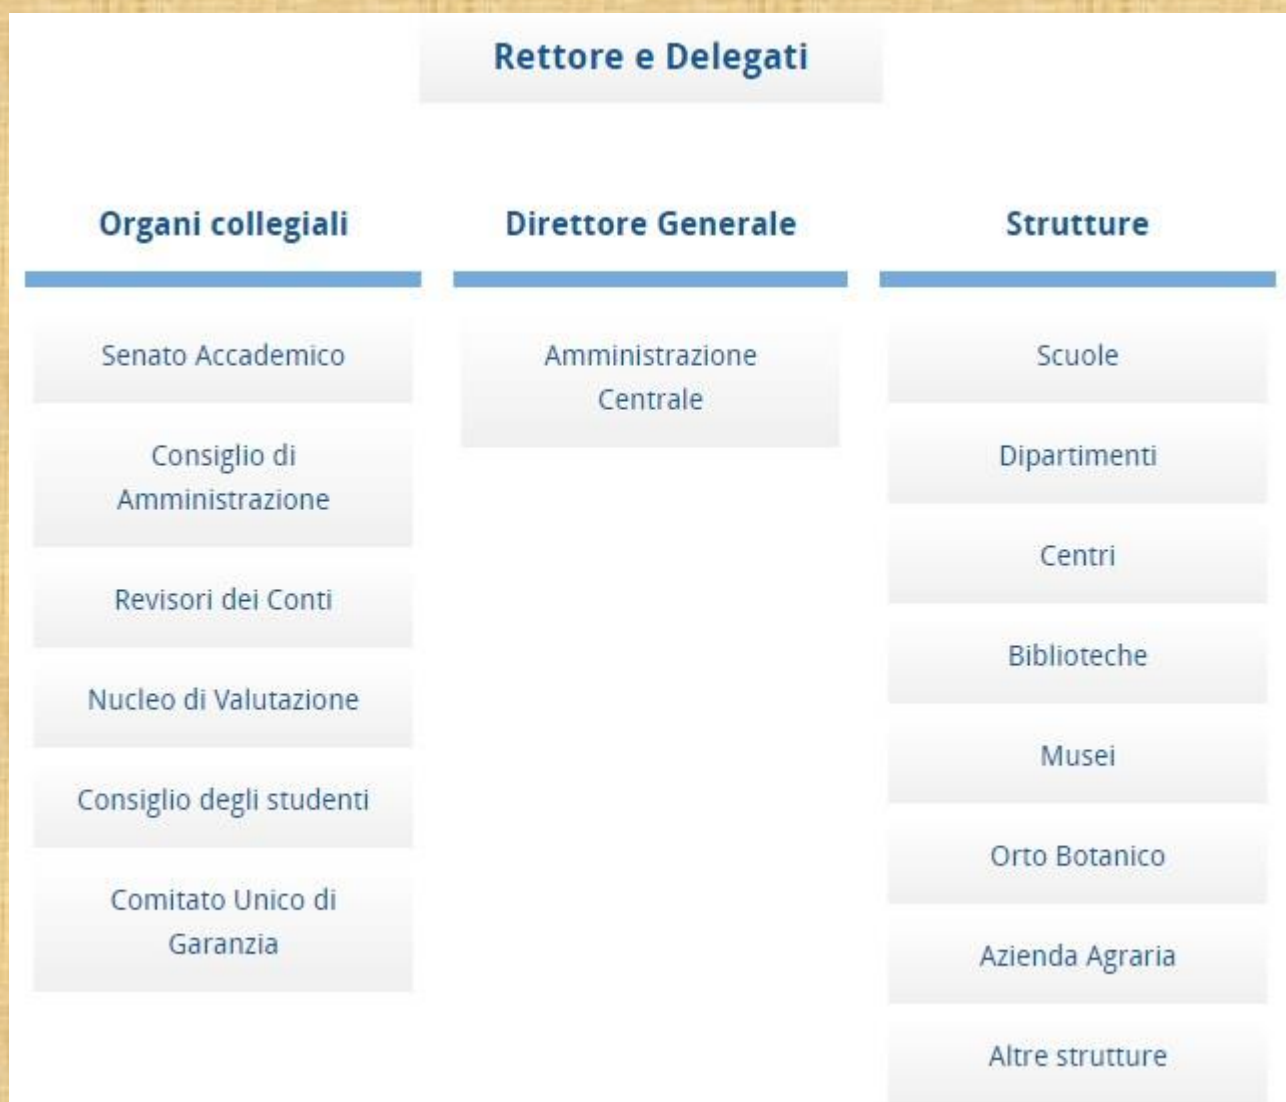 Rettore e Delegati
Organi collegiali
Senato Accademico
Consiglio di
Amministrazione
Revisori dei Conti
Nucleo di Valutazione
Consiglio degli studenti
Comitato Unico di
Garanzia
Direttore Generale
Amministrazione
Centrale
Strutture
Scuole
Dipartimenti
Centri
Biblioteche
Musei
Orto Botanico
Azienda Agraria
Altre strutture